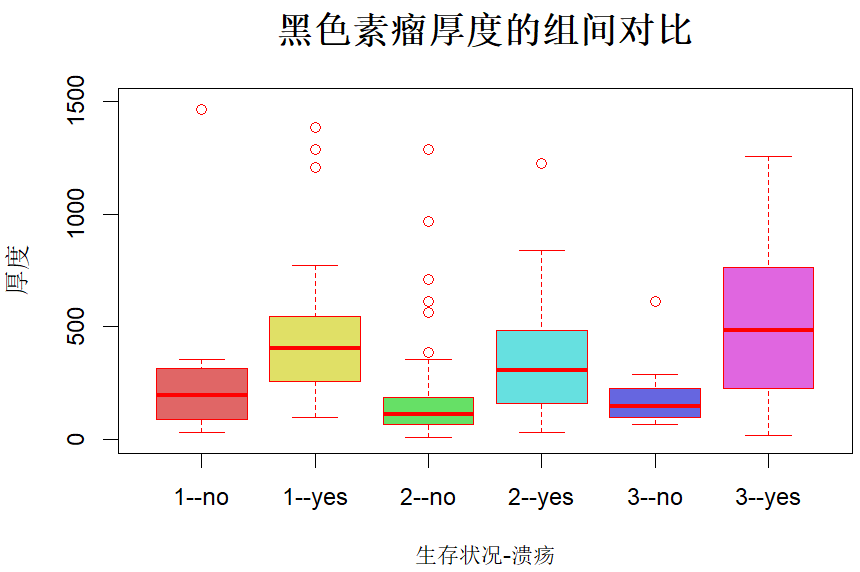 黑色素瘤厚度的组间对比
1500
1000
500
0
厚度
1--no 1--yes 2--no 2--yes 3--no 3--yes
生存状况-溃疡